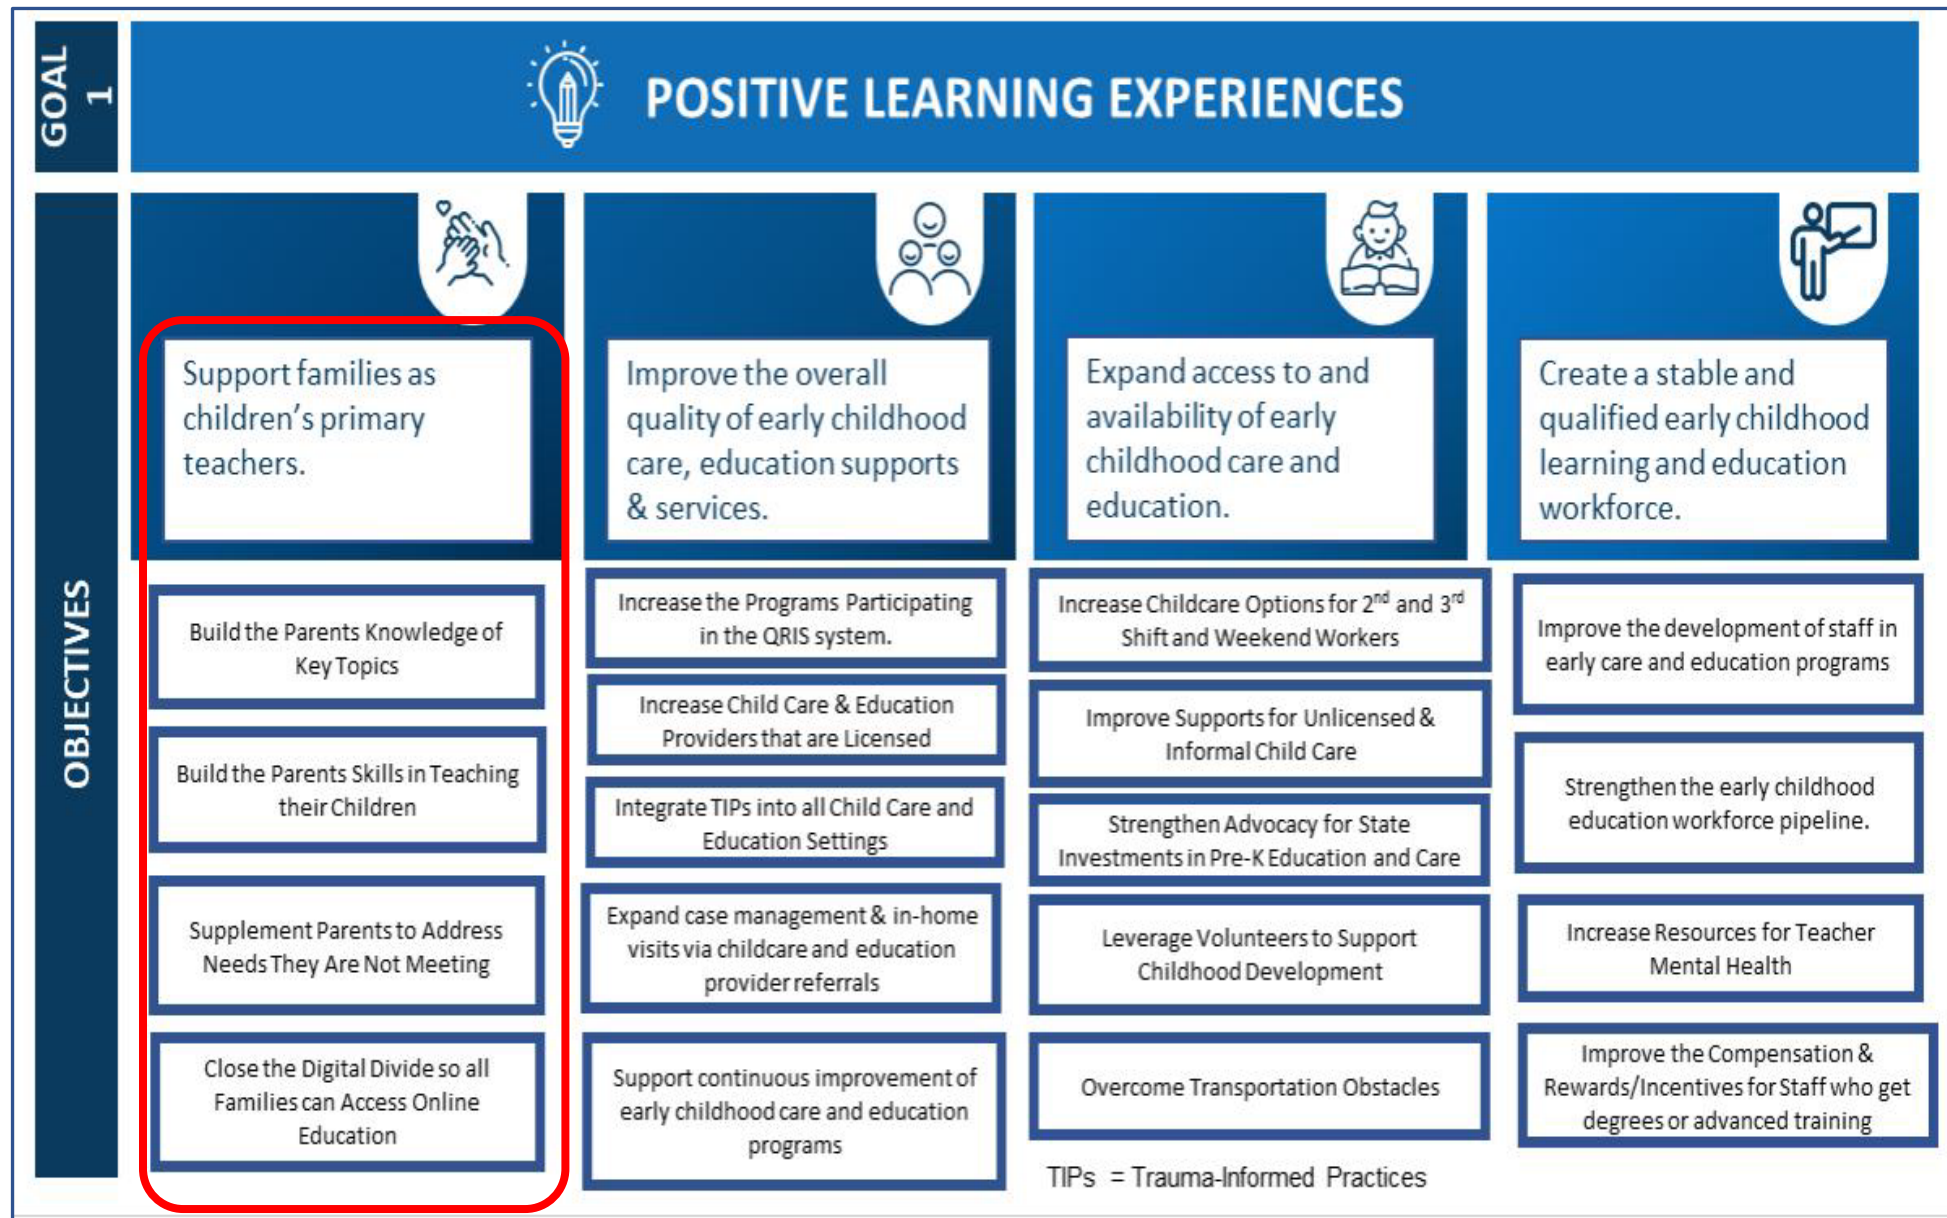 GOAL
1
POSITIVE LEARNING EXPERIENCES
OBJECTIVES
Support families as
children's primary
teachers.
Build the Parents Knowledge of
Key Topics
Build the Parents Skills in Teaching
their Children
Supplement Parents to Address
Needs They Are Not Meeting
Close the Digital Divide so all
Families can Access Online
Education
Improve the overall
quality of early childhood
care, education supports
& services.
Increase the Programs Participating
in the QRIS system.
Increase Child Care & Education
Providers that are Licensed
Integrate TIPs into all Child Care and
Education Settings
Expand case management & in-home
visits via childcare and education
provider referrals
Support continuous improvement of
early childhood care and education
programs
Expand access to and
availability of early
childhood care and
education.
Increase Childcare Options for 2nd and 3rd
Shift and Weekend Workers
Improve Supports for Unlicensed &
Informal Child Care
Strengthen Advocacy for State
Investments in Pre-K Education and Care
Leverage Volunteers to Support
Childhood Development
Overcome Transportation Obstacles
TIPs = Trauma-Informed Practices
Create a stable and
qualified early childhood
learning and education
workforce.
Improve the development of staff in
early care and education programs
Strengthen the early childhood
education workforce pipeline.
Increase Resources for Teacher
Mental Health
Improve the Compensation &
Rewards/Incentives for Staff who get
degrees or advanced training